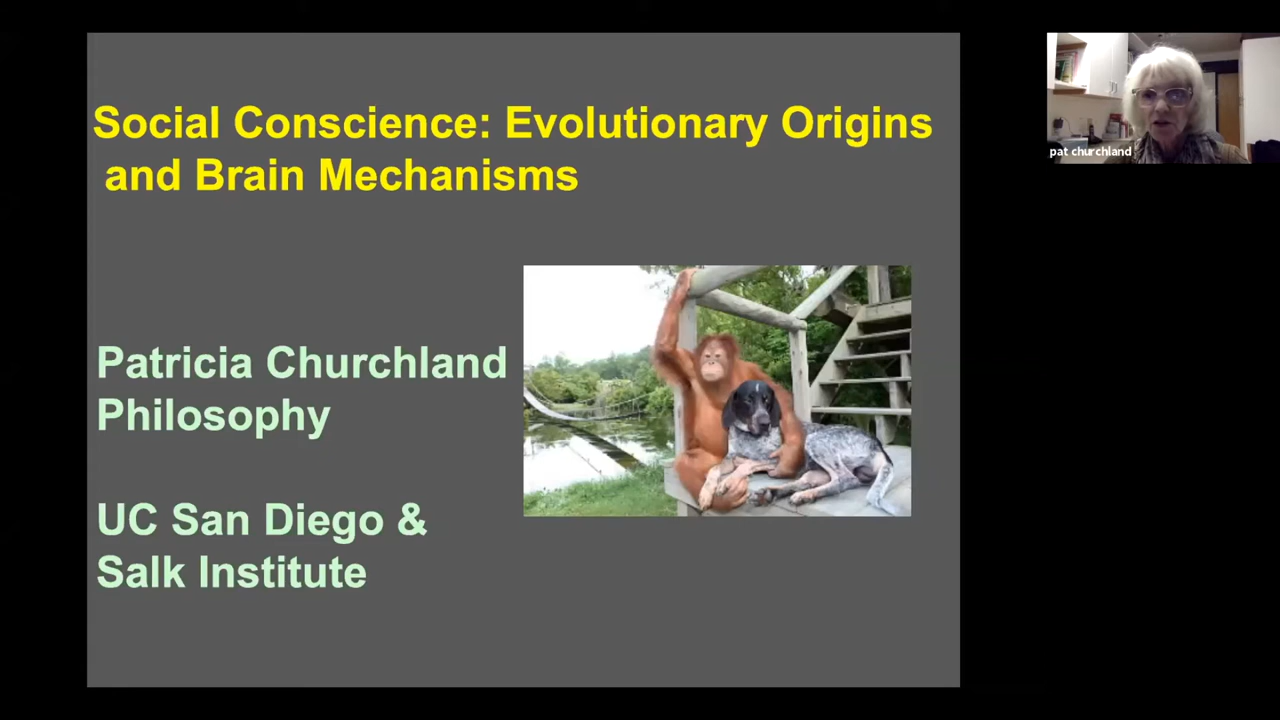 Social Conscience: Evolutionary Origins
and Brain Mechanisms
Patricia Churchland
Philosophy
UC San Diego &
Salk Institute
pat churchland